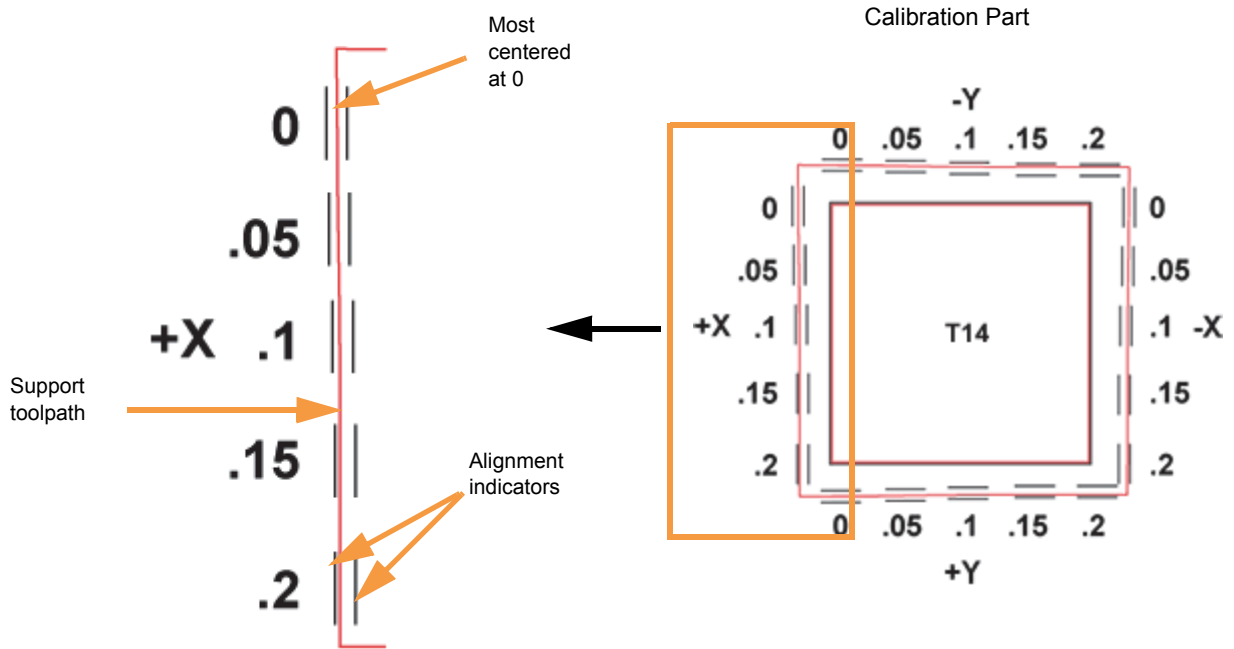 Calibration Part
Most
centered
at 0
0
.05
+X .1
.15
.2
Support
toolpath
Alignment
indicators
-Y
0 .05 .1 .15 .2
0 0
.05 .05
+X .1 T14 .1 -X
.15 .15
.2 .2
0 .05 .1 .15 .2
+Y